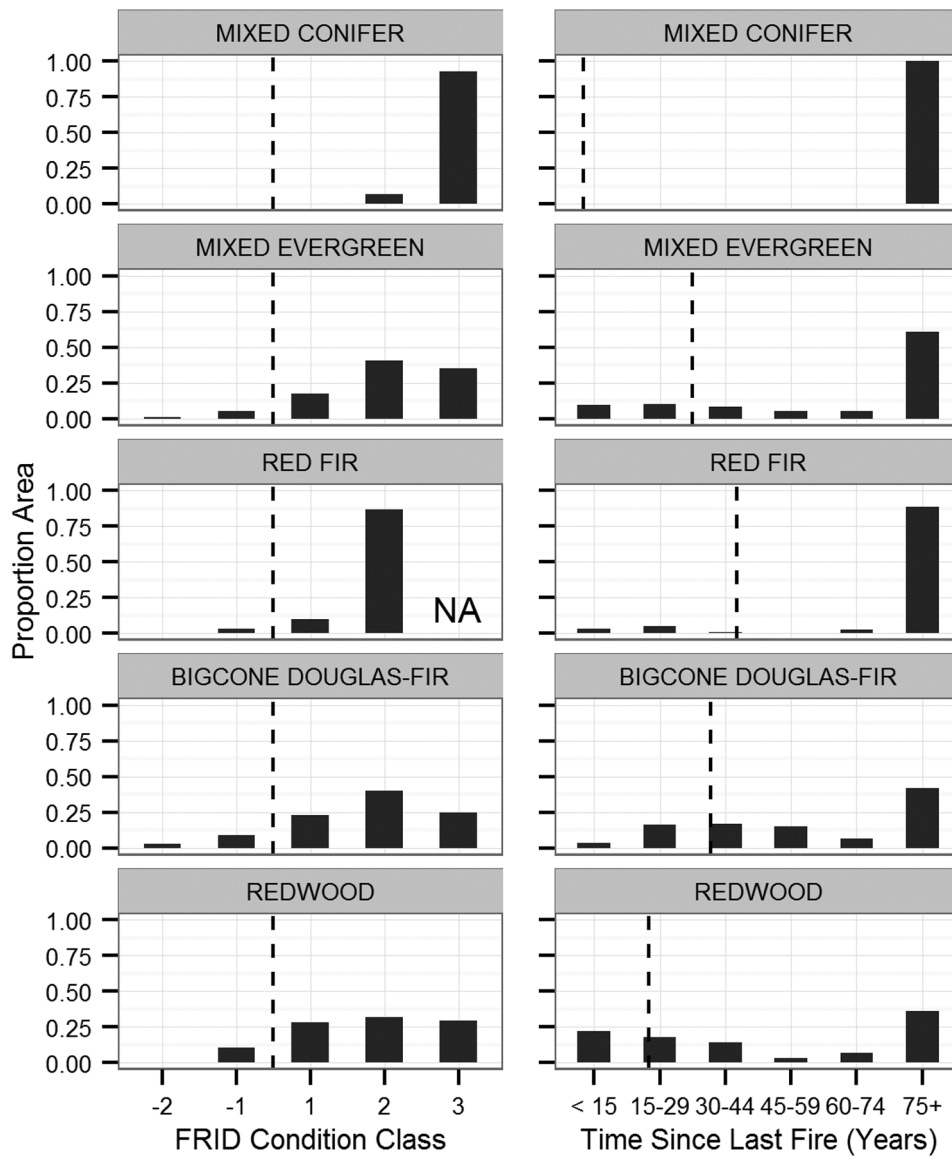 MIXED CONIFER
MIXED CONIFER
1.00
0.75
0.50
0.25
0.00
MIXED EVERGREEN
MIXED EVERGREEN
1.00
0.75
0.50
0.25
0.00
RED FIR
RED FIR
1.00
0.75
0.50
0.25
0.00
NA
Proportion Area
BIGCONE DOUGLAS-FIR
BIGCONE DOUGLAS-FIR
1.00
0.75
0.50
0.25
0.00
REDWOOD
REDWOOD
1.00
0.75
0.50
0.25
0.00
-2 -1 1 2 3
< 15 15-29 30-44 45-59 60-74 75+
FRID Condition Class
Time Since Last Fire (Years)